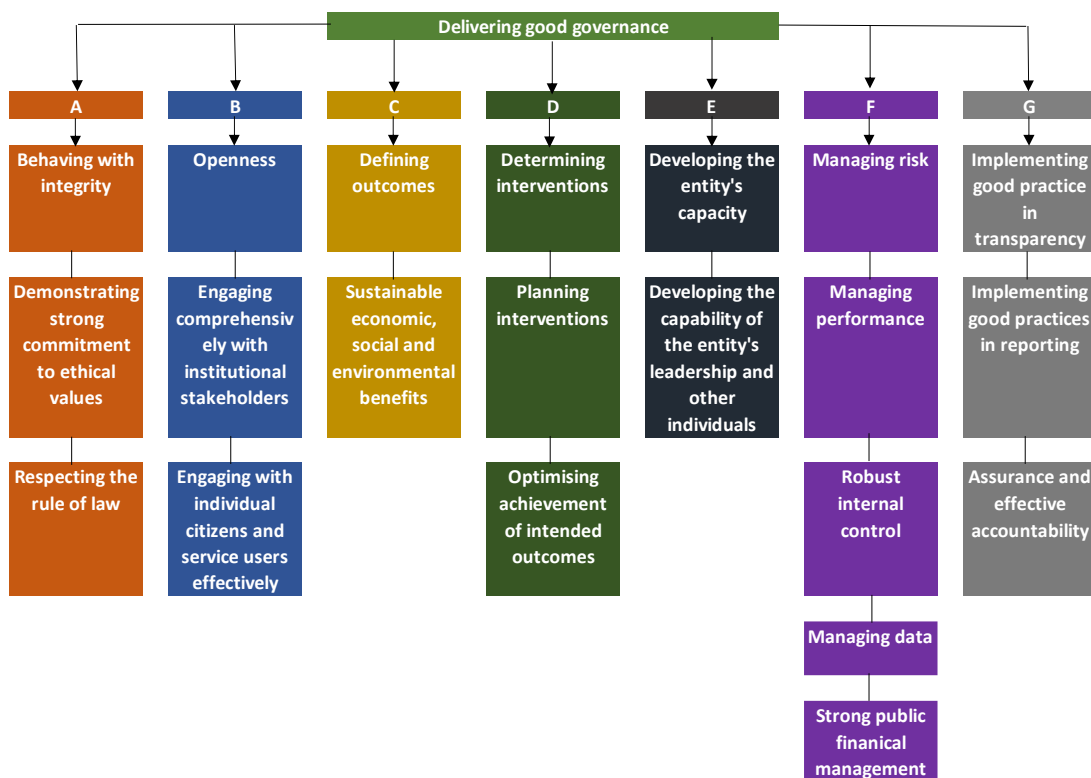 Delivering good governance
A
B
C
D
E
F
G
Behaving with
integrity
Openness
Defining
outcomes
Determining
interventions
Developing the
entity's
capacity
Managing risk
Implementing
good practice
in
transparency
Demonstrating
strong
commitment
to ethical
values
Engaging
comprehensiv
ely with
institutional
stakeholders
Sustainable
economic,
social and
environmental
benefits
Planning
interventions
Developing the
capability of
the entity's
leadership and
other
individuals
Managing
performance
Implementing
good practices
in reporting
Respecting the
rule of law
Engaging with
individual
citizens and
service users
effectively
Optimising
achievement
of intended
outcomes
Robust
internal
control
Assurance and
effective
accountability
Managing data
Strong public
finanical
management